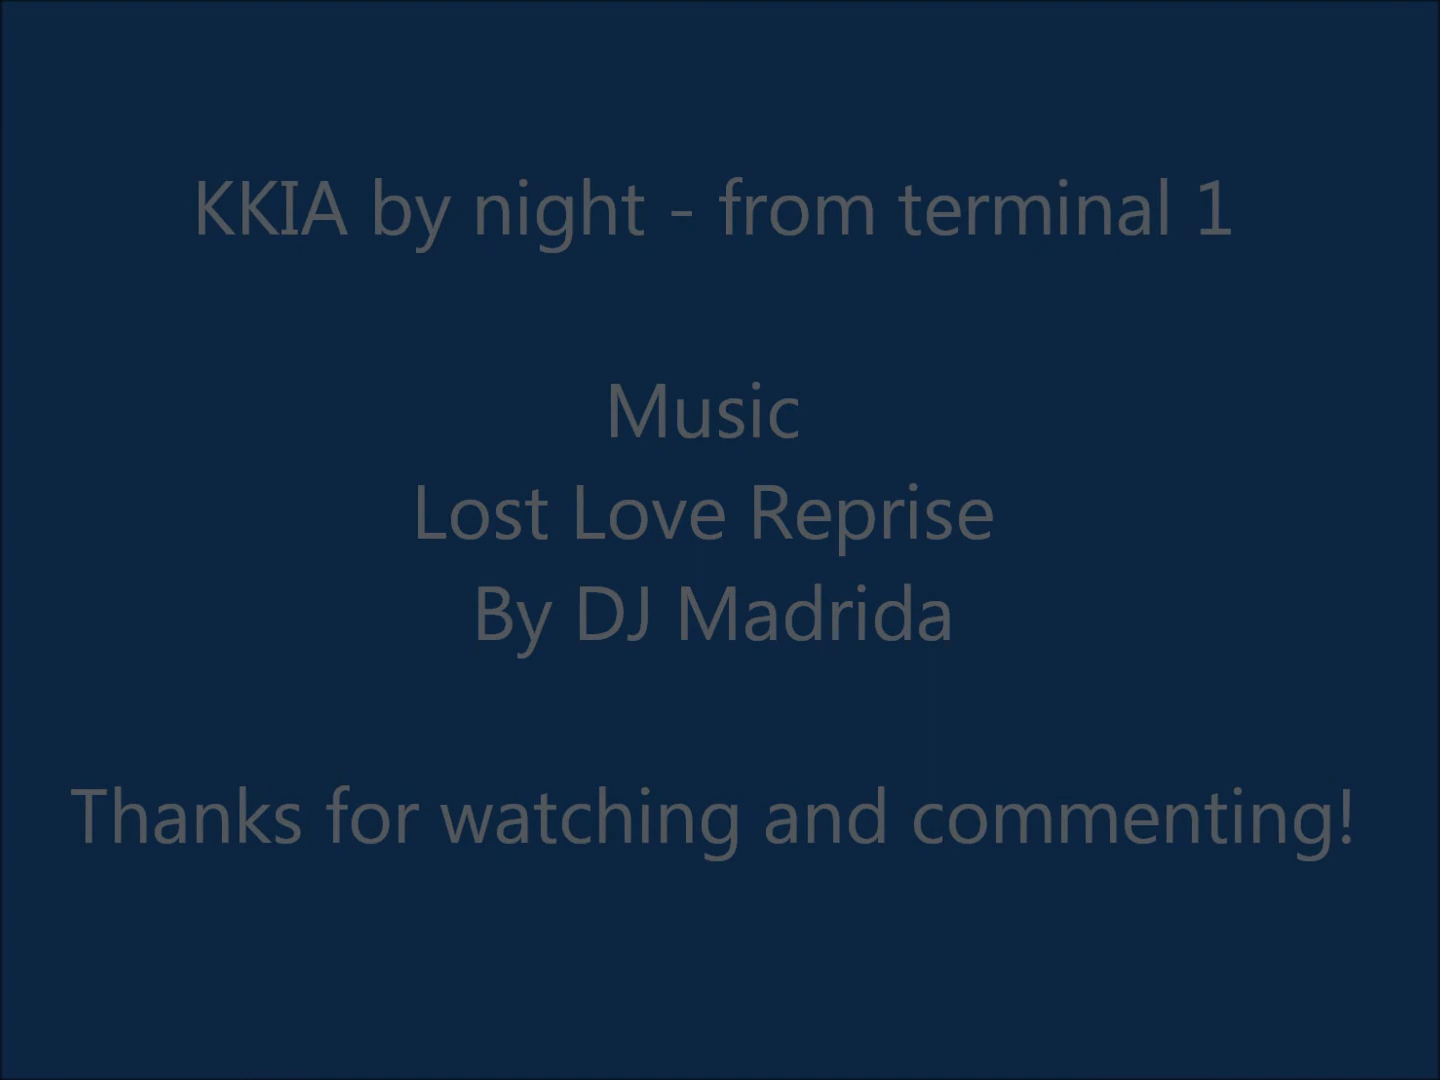 KKIA by night - from terminal 1
Music
Lost Love Reprise
By DJ Madrida
Thanks for watching and commenting!